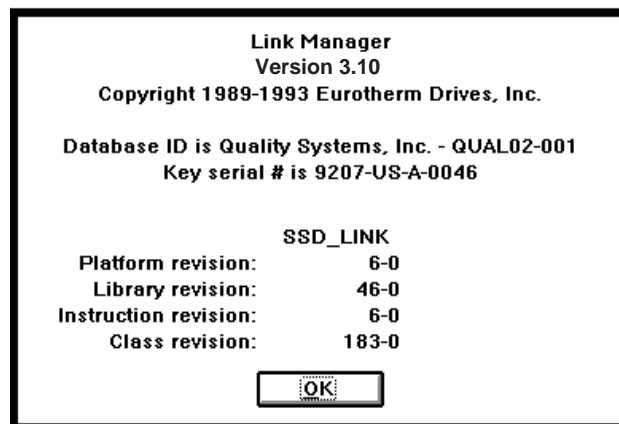 Link Manager
Version 3.10
Copyright 1989-1993 Eurotherm Drives, Inc.
Database ID is Quality Systems, Inc. - QUAL02-001
Key serial # is 9207-US-A-0046
SSD_LINK
Platform revision: 6-0
Library revision: 46-0
Instruction revision: 6-0
Class revision: 183-0
OK